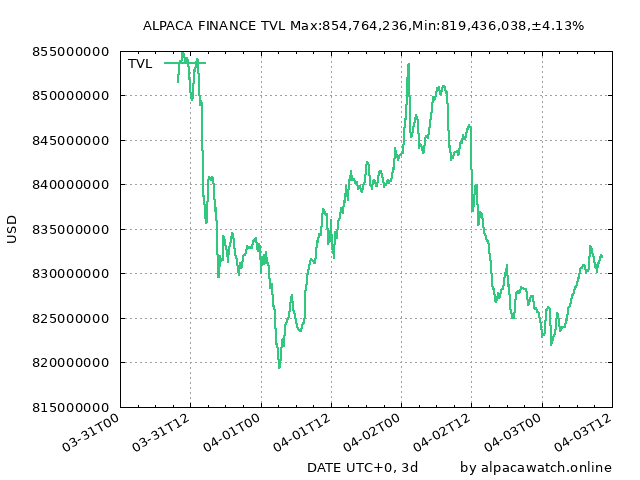 ALPACA FINANCE TVL Max:854,764,236,Min:819,436,038,±4.13%
855000000
TVL
850000000
845000000
840000000
835000000
USD
830000000
825000000
820000000
815000000
03-31T00
03-31T12
04-01T00
04-01T12
04-02T00
04-02T12
04-03T00
04-03T12
DATE UTC+0, 3d
by alpacawatch.online